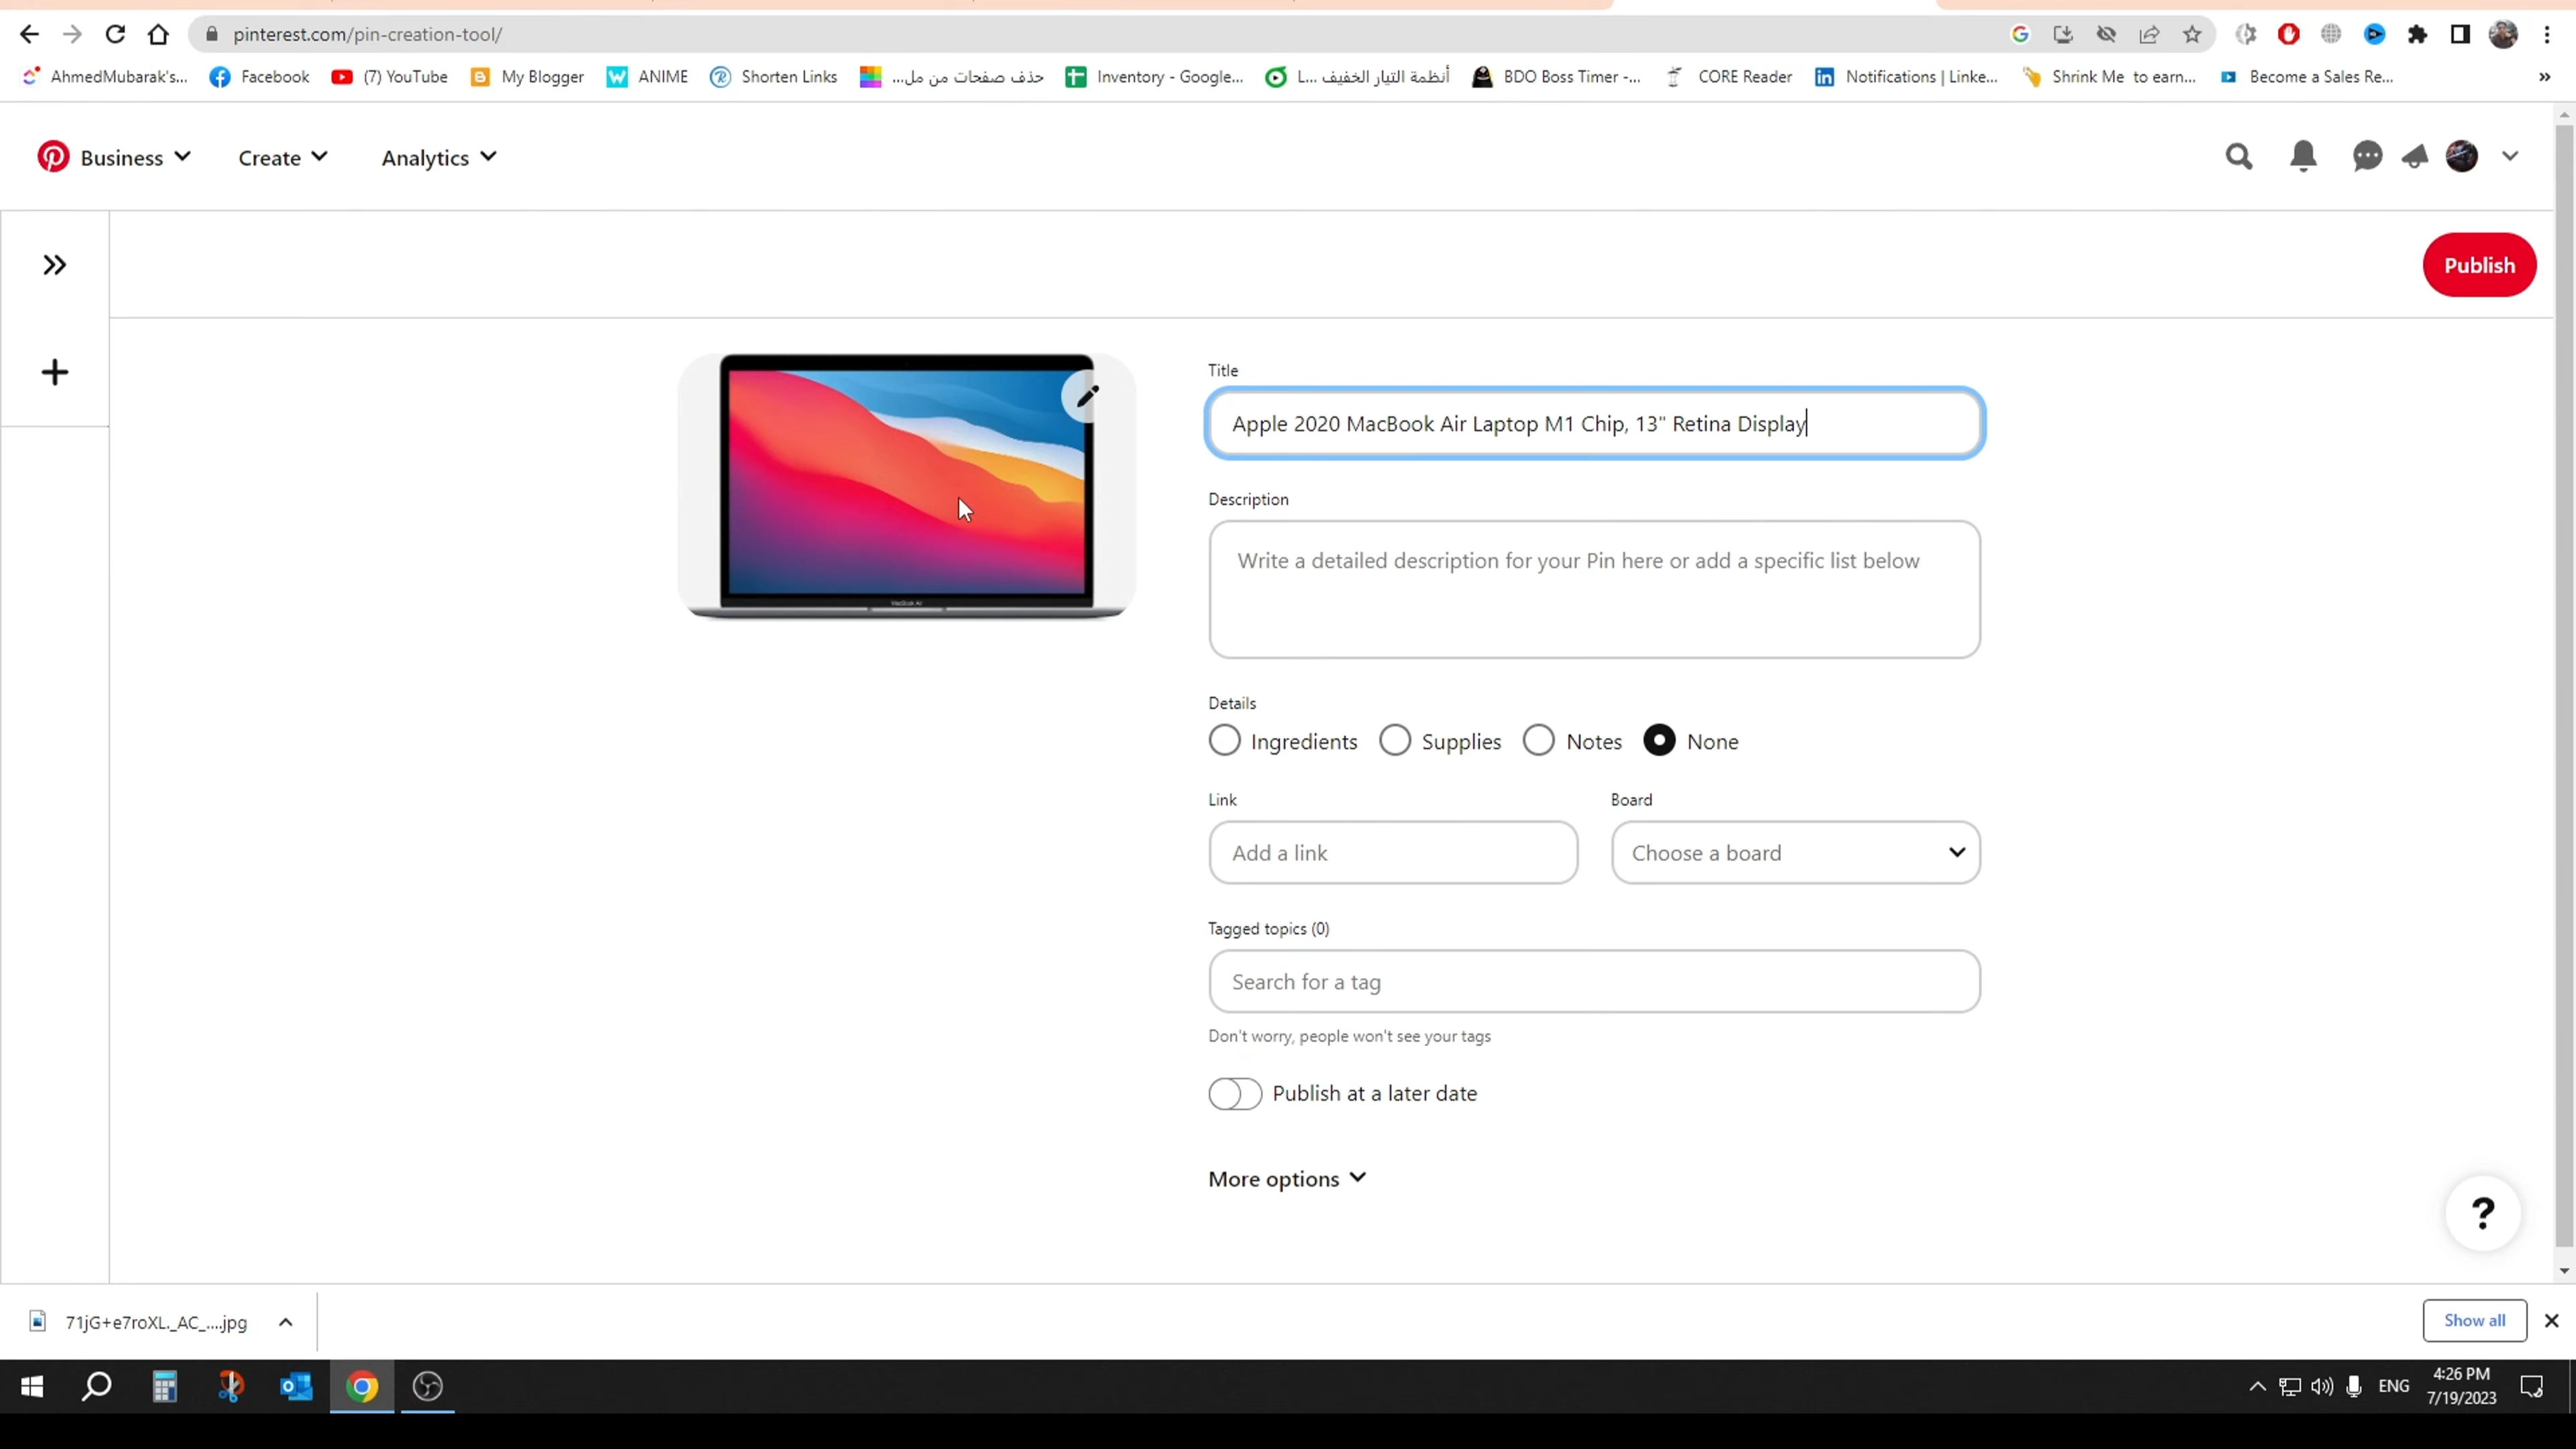 pinterest.com/pin-creation-tool/
AhmedMubarak's... Facebook (7) YouTube My Blogger ANIME Shorten Links حذف صفحات من مل... Inventory - Google... أنظمة التيار الخفيف L... BDO Boss Timer -... CORE Reader Notifications | Linke... Shrink Me to earn... Become a Sales Re... »
Business Create Analytics
Publish
Title
Apple 2020 MacBook Air Laptop M1 Chip, 13" Retina Display
Description
Write a detailed description for your Pin here or add a specific list below
MacBook Air
Details
Ingredients Supplies Notes None
Link Board
Add a link Choose a board
Tagged topics (0)
Search for a tag
Don't worry, people won't see your tags
Publish at a later date
More options
?
71jG+e7roXL._AC_....jpg Show all
ENG 4:26 PM
7/19/2023